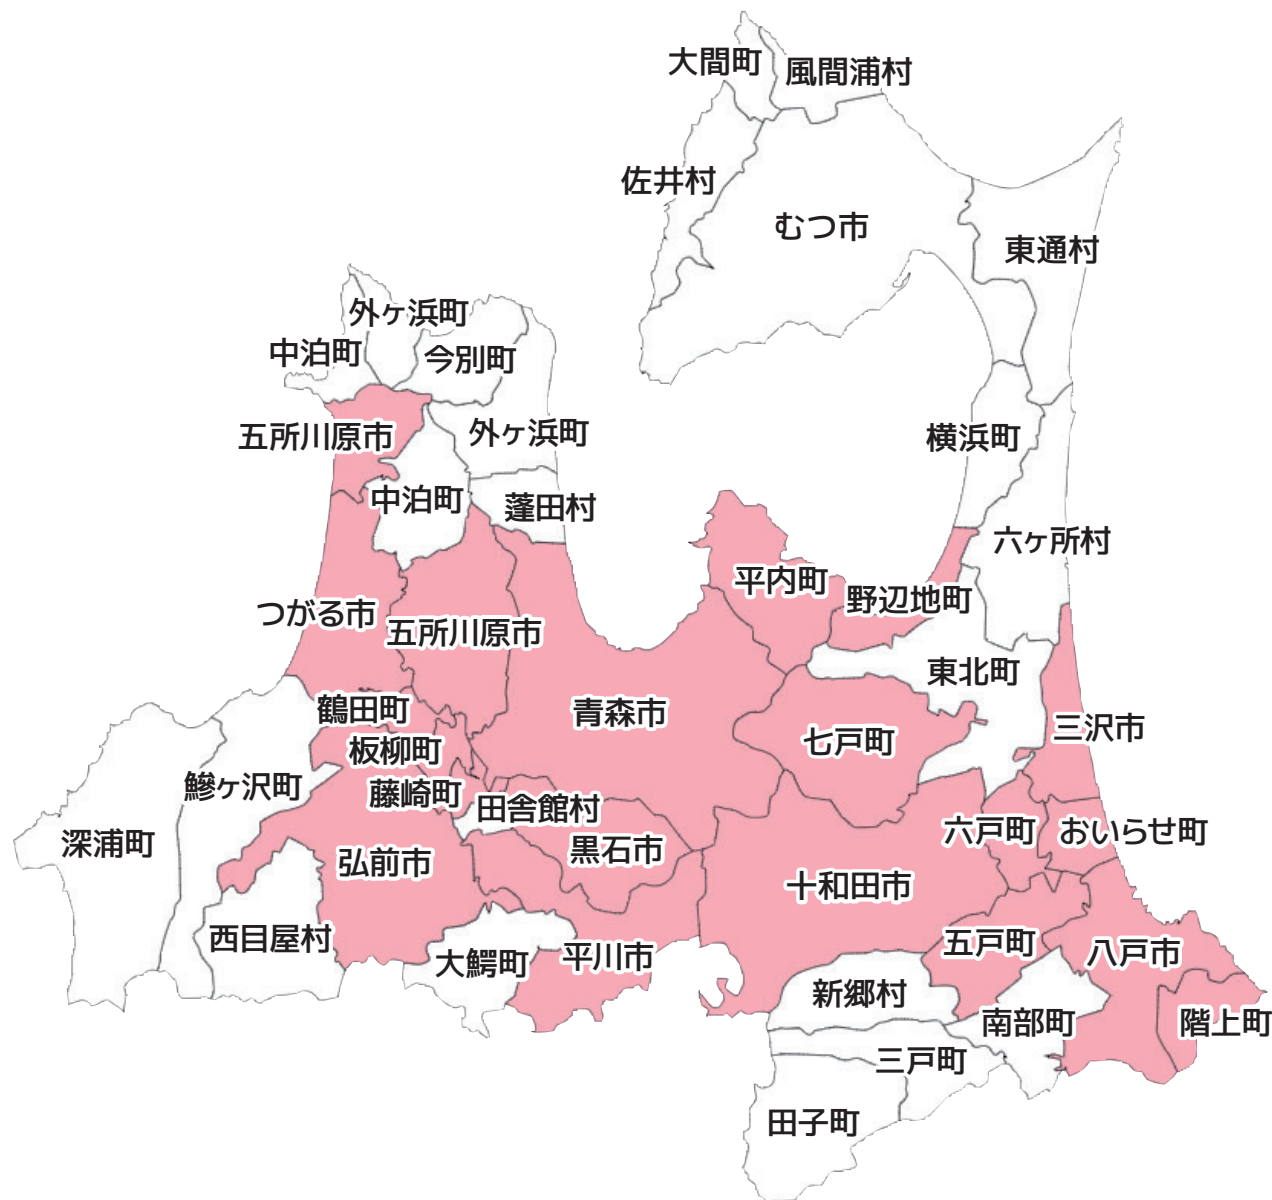 大間町
風間浦村
佐井村
むつ市
東通村
外ヶ浜町
中泊町
今別町
五所川原市
外ヶ浜町
横浜町
中泊町
蓬田村
六ヶ所村
平内町
野辺地町
つがる市
五所川原市
東北町
鶴田町
青森市
三沢市
板柳町
七戸町
鰺ヶ沢町
藤崎町
田舎館村
六戸町
おいらせ町
深浦町
黒石市
弘前市
十和田市
西目屋村
五戸町
八戸市
大鰐町
平川市
新郷村
南部町
階上町
三戸町
田子町